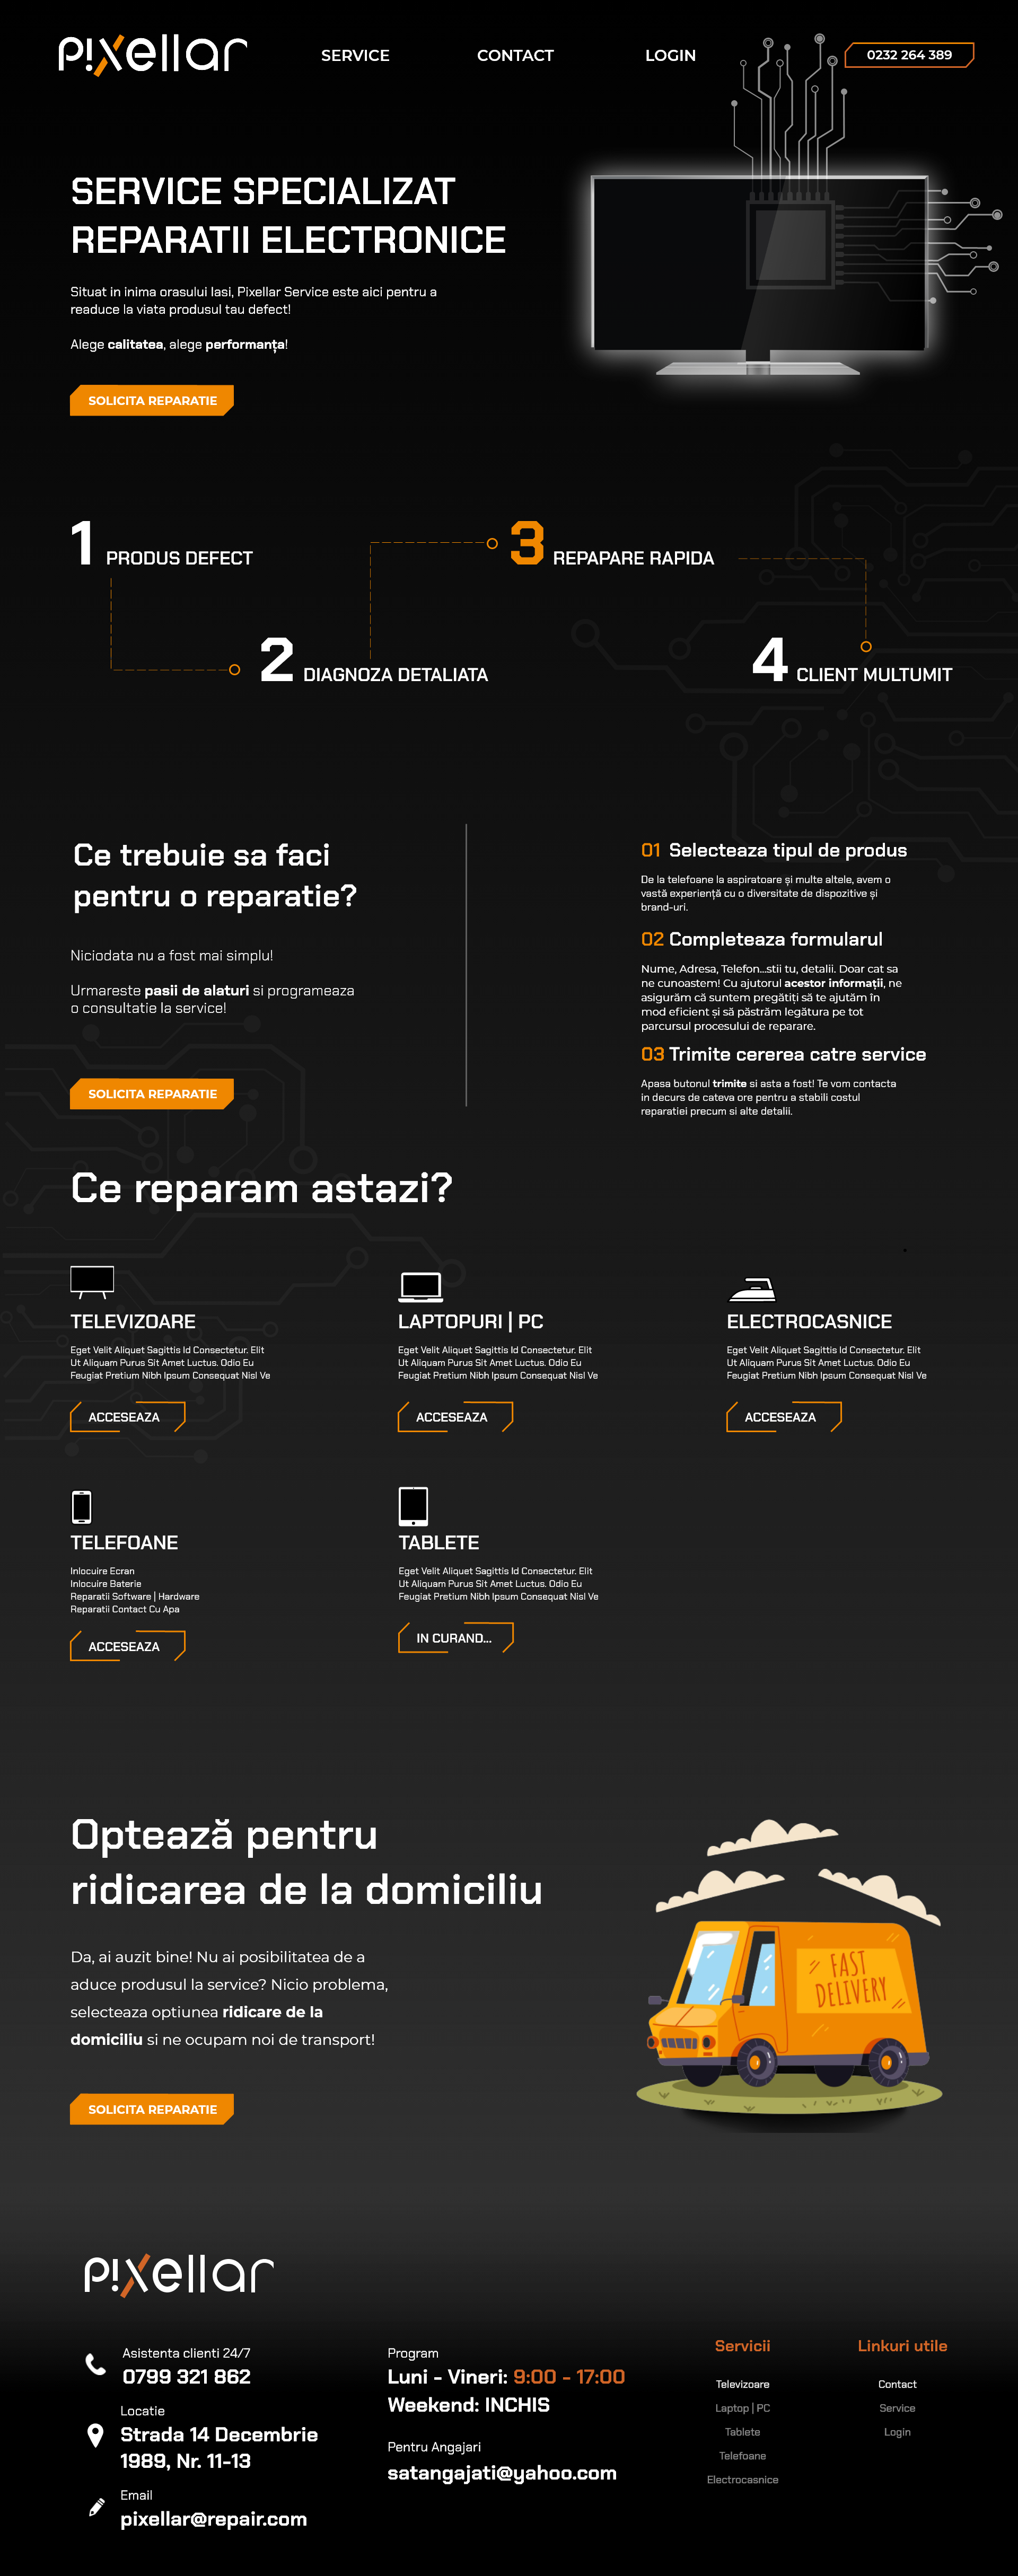 pixellar
SERVICE
CONTACT
LOGIN
0232 264 389
SERVICE SPECIALIZAT
REPARATII ELECTRONICE
Situat in inima orasului Iasi, Pixellar Service este aici pentru a
readuce la viata produsul tau defect!
Alege calitatea, alege performanța!
SOLICITA REPARATIE
1 PRODUS DEFECT
2 DIAGNOZA DETALIATA
3 REPAPARE RAPIDA
4 CLIENT MULTUMIT
Ce trebuie sa faci
pentru o reparatie?
Niciodata nu a fost mai simplu!
Urmareste pasii de alaturi si programeaza
o consultatie la service!
SOLICITA REPARATIE
01 Selecteaza tipul de produs
De la telefoane la aspiratoare și multe altele, avem o
vastă experiență cu o diversitate de dispozitive și
brand-uri.
02 Completeaza formularul
Nume, Adresa, Telefon...stii tu, detalii. Doar cat sa
ne cunoastem! Cu ajutorul acestor informații, ne
asigurăm că suntem pregătiți să te ajutăm în
mod eficient și să păstrăm legătura pe tot
parcursul procesului de reparare.
03 Trimite cererea catre service
Apasa butonul trimite si asta a fost! Te vom contacta
in decurs de cateva ore pentru a stabili costul
reparatiei precum si alte detalii.
Ce reparam astazi?
TELEVIZOARE
Eget Velit Aliquet Sagittis Id Consectetur. Elit
Ut Aliquam Purus Sit Amet Luctus. Odio Eu
Feugiat Pretium Nibh Ipsum Consequat Nisl Ve
ACCESEAZA
LAPTOPURI | PC
Eget Velit Aliquet Sagittis Id Consectetur. Elit
Ut Aliquam Purus Sit Amet Luctus. Odio Eu
Feugiat Pretium Nibh Ipsum Consequat Nisl Ve
ACCESEAZA
ELECTROCASNICE
Eget Velit Aliquet Sagittis Id Consectetur. Elit
Ut Aliquam Purus Sit Amet Luctus. Odio Eu
Feugiat Pretium Nibh Ipsum Consequat Nisl Ve
ACCESEAZA
TELEFOANE
Inlocuire Ecran
Inlocuire Baterie
Reparatii Software | Hardware
Reparatii Contact Cu Apa
ACCESEAZA
TABLETE
Eget Velit Aliquet Sagittis Id Consectetur. Elit
Ut Aliquam Purus Sit Amet Luctus. Odio Eu
Feugiat Pretium Nibh Ipsum Consequat Nisl Ve
IN CURAND...
Optează pentru
ridicarea de la domiciliu
Da, ai auzit bine! Nu ai posibilitatea de a
aduce produsul la service? Nicio problema,
selecteaza optiunea ridicare de la
domiciliu si ne ocupam noi de transport!
SOLICITA REPARATIE
FAST
DELIVERY
pixellar
Asistenta clienti 24/7
0799 321 862
Locatie
Strada 14 Decembrie
1989, Nr. 11-13
Email
pixellar@repair.com
Program
Luni - Vineri: 9:00 - 17:00
Weekend: INCHIS
Pentru Angajari
satangajati@yahoo.com
Servicii
Televizoare
Laptop | PC
Tablete
Telefoane
Electrocasnice
Linkuri utile
Contact
Service
Login